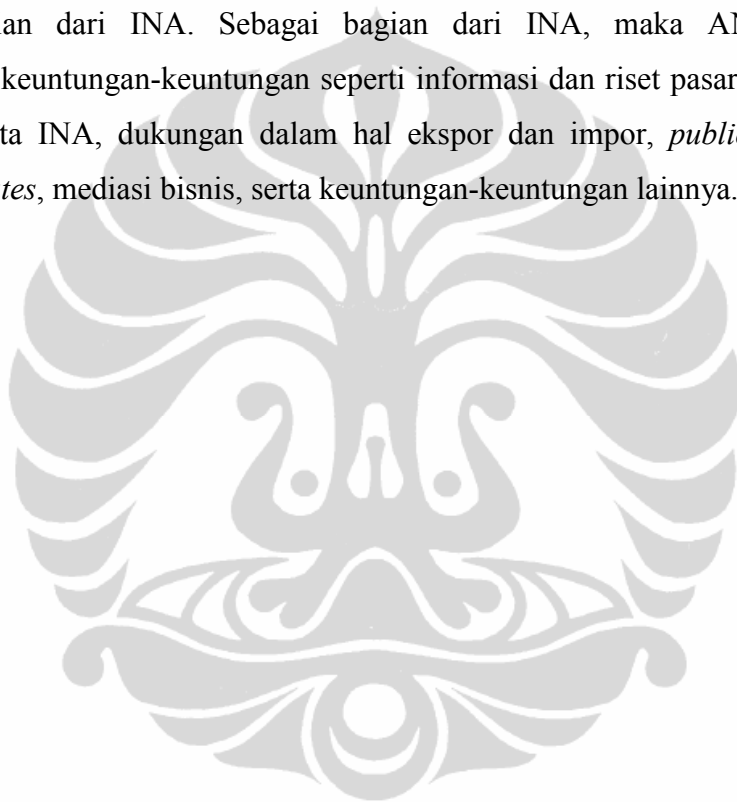 lan dari INA. Sebagai bagian dari INA, maka AN
keuntungan-keuntungan seperti informasi dan riset pasar
ta INA, dukungan dalam hal ekspor dan impor, public
tes, mediasi bisnis, serta keuntungan-keuntungan lainnya.